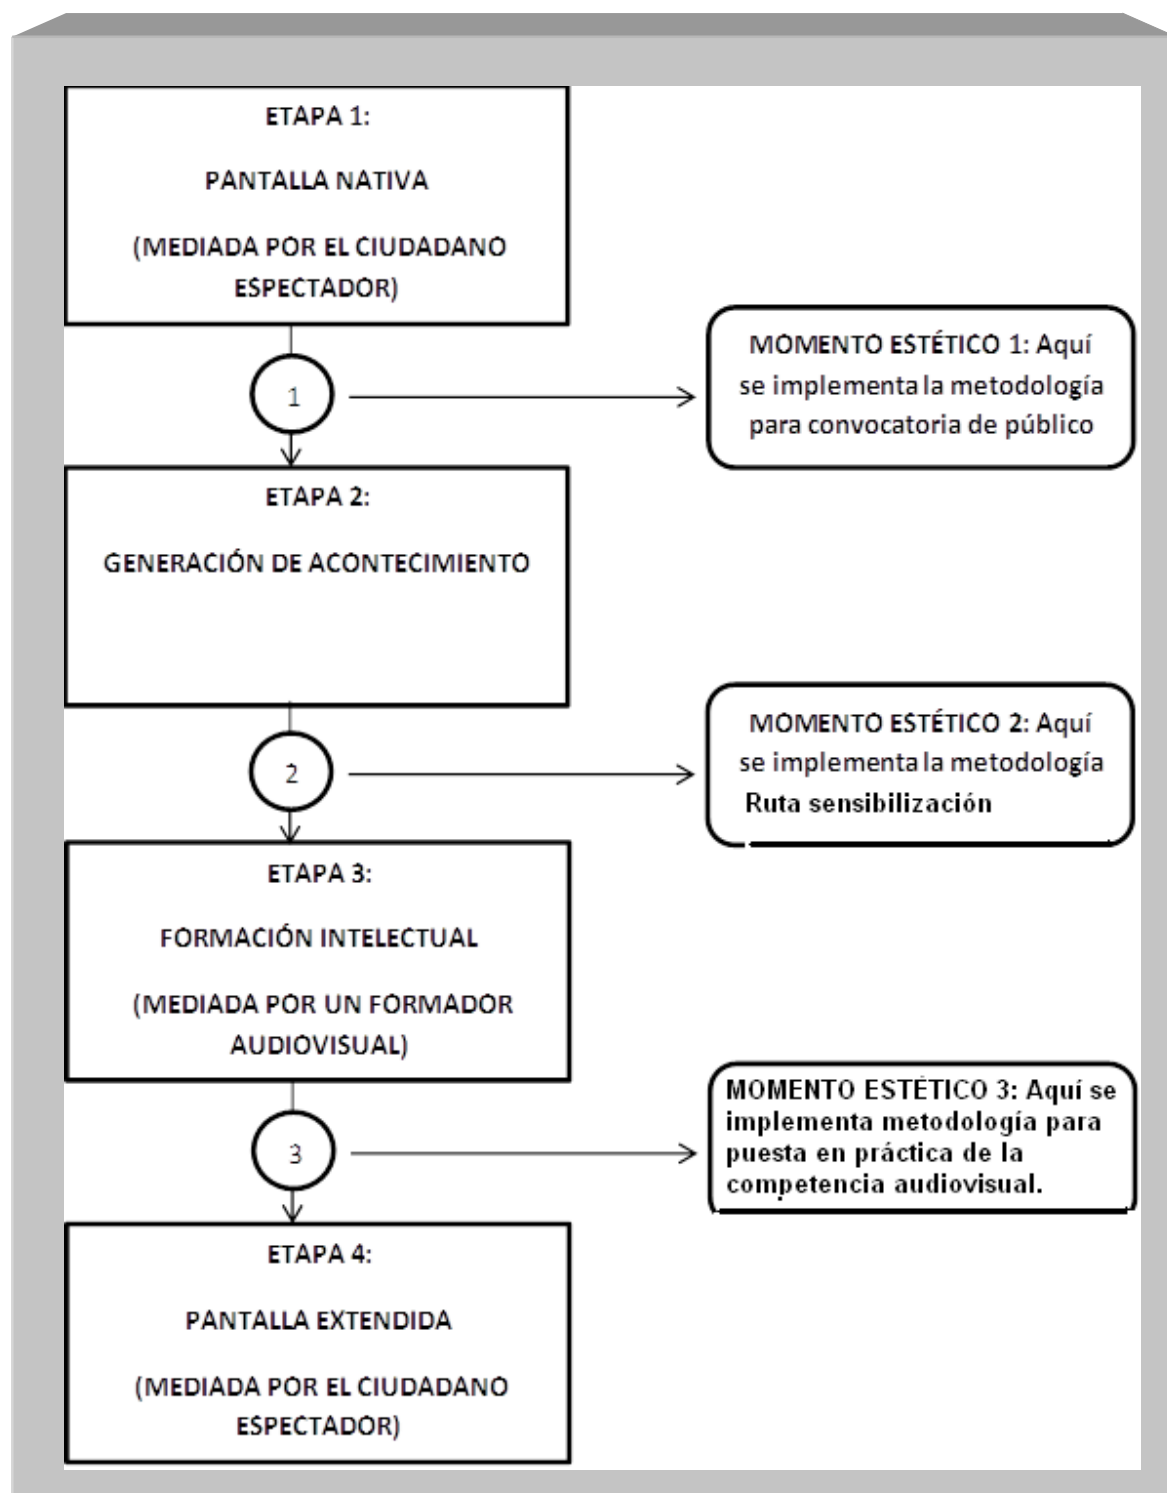 ETAPA 1:
PANTALLA NATIVA
(MEDIADA POR EL CIUDADANO
ESPECTADOR)
1
MOMENTO ESTÉTICO 1: Aquí
se implementa la metodología
para convocatoria de público
ETAPA 2:
GENERACIÓN DE ACONTECIMIENTO
2
MOMENTO ESTÉTICO 2: Aquí
se implementa la metodología
Ruta sensibilización
ETAPA 3:
FORMACIÓN INTELECTUAL
(MEDIADA POR UN FORMADOR
AUDIOVISUAL)
3
MOMENTO ESTÉTICO 3: Aquí se
implementa metodología para
puesta en práctica de la
competencia audiovisual.
ETAPA 4:
PANTALLA EXTENDIDA
(MEDIADA POR EL CIUDADANO
ESPECTADOR)